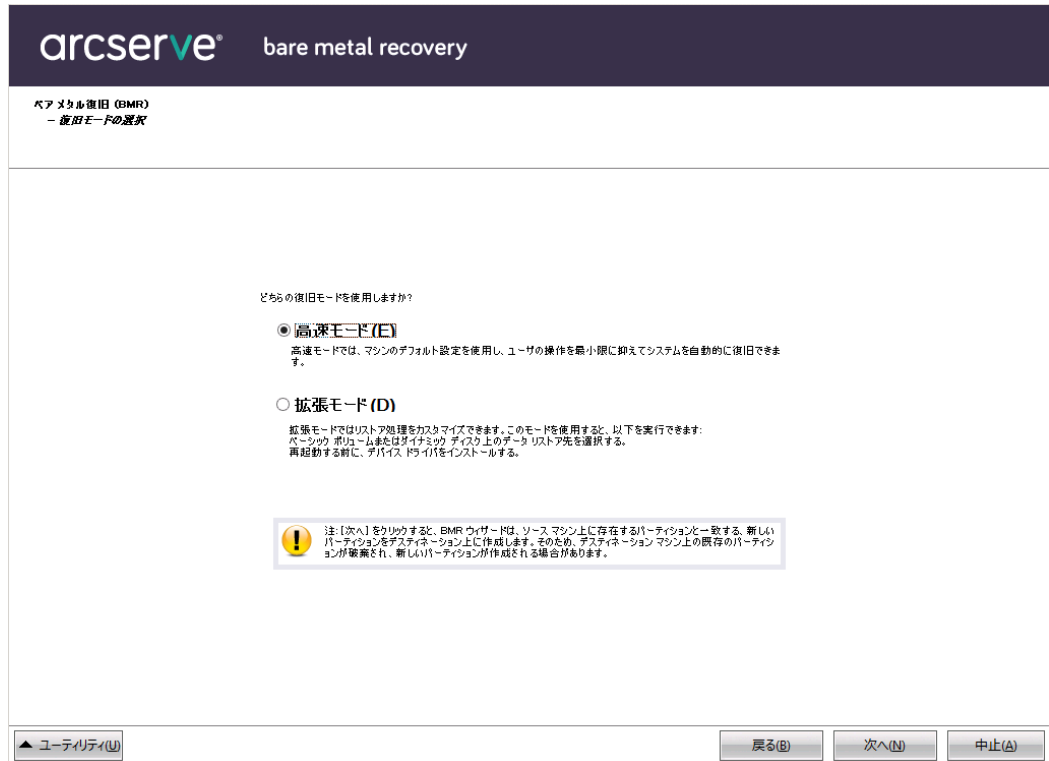 arcserve® bare metal recovery
ベア メタル復旧 (BMR)
– 復旧モードの選択
どちらの復旧モードを使用しますか?
高速モード(E)
高速モードでは、マシンのデフォルト設定を使用し、ユーザの操作を最小限に抑えてシステムを自動的に復旧できま
す。
拡張モード(D)
拡張モードではリストア処理をカスタマイズできます。このモードを使用すると、以下を実行できます:
ベーシック ボリュームまたはダイナミック ディスク上のデータ リストア先を選択する。
再起動する前に、デバイス ドライバをインストールする。
注: [次へ] をクリックすると、BMR ウィザードは、ソース マシン上に存在するパーティションと一致する、新しい
パーティションをデスティネーション上に作成します。そのため、デスティネーション マシン上の既存のパーティシ
ョンが破棄され、新しいパーティションが作成される場合があります。
▲ ユーティリティ(U)
戻る(B)
次へ(N)
中止(A)